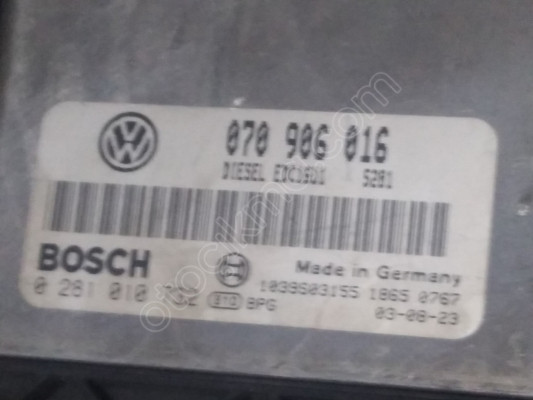 070 906 016
DIESEL EDC16U1 5281
BOSCH
Made in Germany
0 281 010
1039S03155 1865 0767
BPG
03-08-23
otocikma